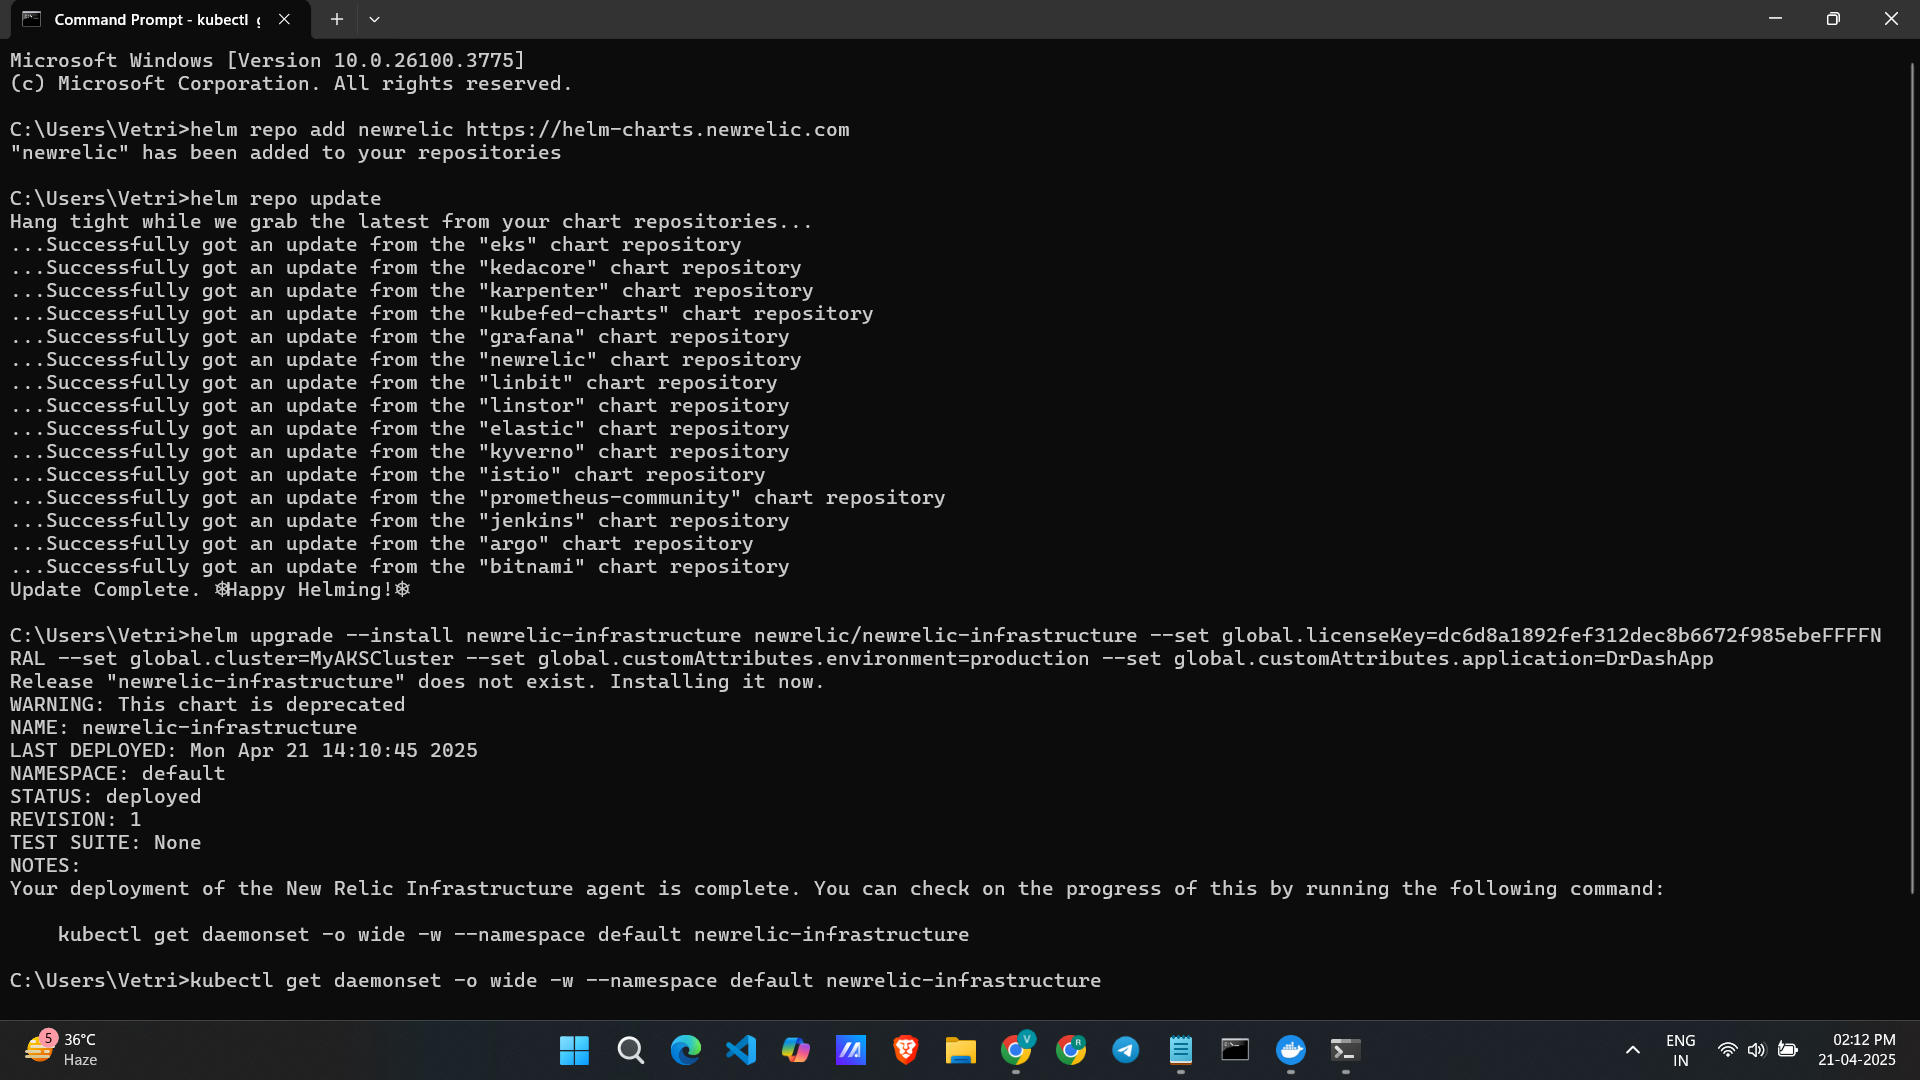 Command Prompt - kubectl g
Microsoft Windows [Version 10.0.26100.3775]
(c) Microsoft Corporation. All rights reserved.
C:\Users\Vetri>helm repo add newrelic https://helm-charts.newrelic.com
"newrelic" has been added to your repositories
C:\Users\Vetri>helm repo update
Hang tight while we grab the latest from your chart repositories...
...Successfully got an update from the "eks" chart repository
...Successfully got an update from the "kedacore" chart repository
...Successfully got an update from the "karpenter" chart repository
...Successfully got an update from the "kubefed-charts" chart repository
...Successfully got an update from the "grafana" chart repository
...Successfully got an update from the "newrelic" chart repository
...Successfully got an update from the "linbit" chart repository
...Successfully got an update from the "linstor" chart repository
...Successfully got an update from the "elastic" chart repository
...Successfully got an update from the "kyverno" chart repository
...Successfully got an update from the "istio" chart repository
...Successfully got an update from the "prometheus-community" chart repository
...Successfully got an update from the "jenkins" chart repository
...Successfully got an update from the "argo" chart repository
...Successfully got an update from the "bitnami" chart repository
Update Complete. ⎈Happy Helming!⎈
C:\Users\Vetri>helm upgrade --install newrelic-infrastructure newrelic/newrelic-infrastructure --set global.licenseKey=dc6d8a1892fef312dec8b6672f985ebeFFFFN
RAL --set global.cluster=MyAKSCluster --set global.customAttributes.environment=production --set global.customAttributes.application=DrDashApp
Release "newrelic-infrastructure" does not exist. Installing it now.
WARNING: This chart is deprecated
NAME: newrelic-infrastructure
LAST DEPLOYED: Mon Apr 21 14:10:45 2025
NAMESPACE: default
STATUS: deployed
REVISION: 1
TEST SUITE: None
NOTES:
Your deployment of the New Relic Infrastructure agent is complete. You can check on the progress of this by running the following command:
kubectl get daemonset -o wide -w --namespace default newrelic-infrastructure
C:\Users\Vetri>kubectl get daemonset -o wide -w --namespace default newrelic-infrastructure
5
36°C
Haze
V
R
ENG
IN
02:12 PM
21-04-2025